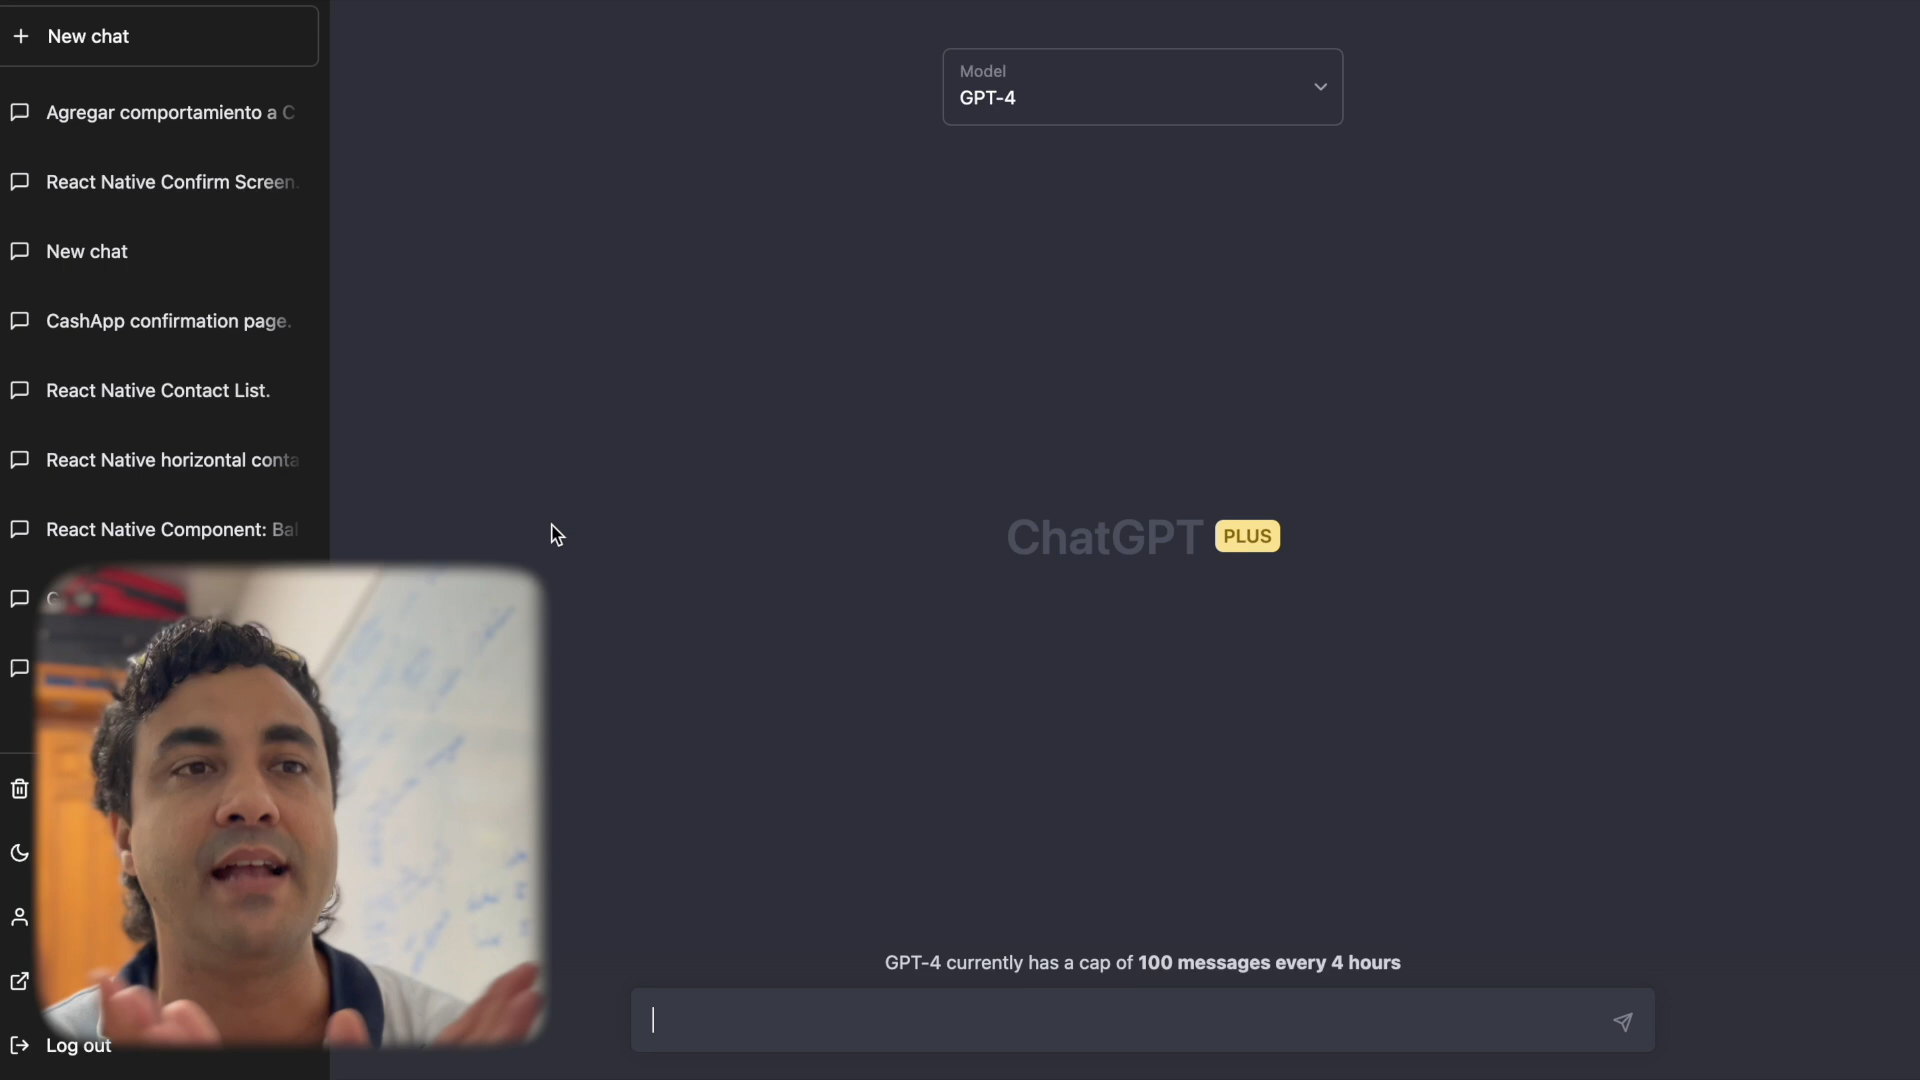 New chat
Agregar comportamiento a C
React Native Confirm Screen.
New chat
CashApp confirmation page.
React Native Contact List.
React Native horizontal conta
React Native Component: Bal
Log out
Model
GPT-4
ChatGPT PLUS
GPT-4 currently has a cap of 100 messages every 4 hours